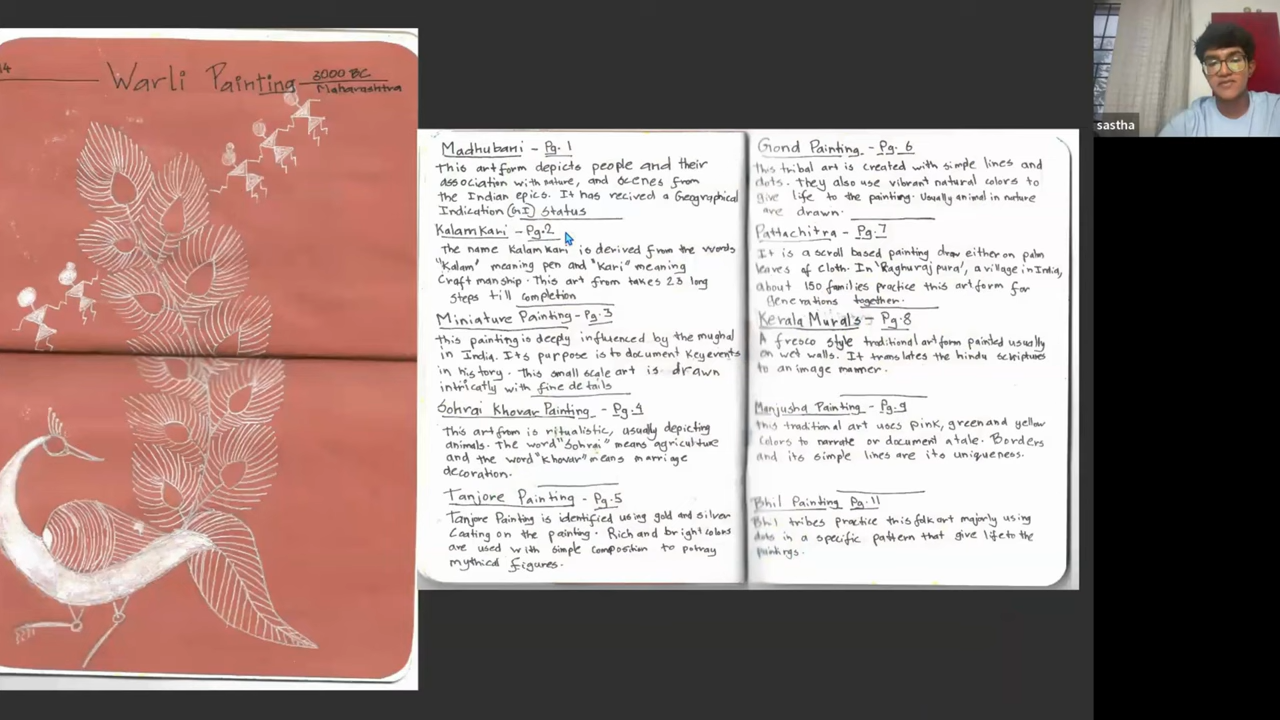 14
Warli Painting 3000 BC
Maharashtra
Madhubani - Pg. 1
This art form depicts people and their
association with nature, and scenes from
the Indian epics. It has recived a Geographical
Indication (GI) Status
Kalamkari - Pg.2
The name Kalamkari is derived from the words
"Kalam" meaning pen and "Kari" meaning
Craftmanship. This art from takes 23 long
steps till completion
Miniature Painting - Pg.3
this painting is deeply influenced by the mughal
in India. Its purpose is to document key events
in history. This small scale art is drawn
intricatly with fine details
Sohrai Khovar Painting - Pg.4
This art from is ritualistic, usually depicting
animals. The word "Sohrai" means agriculture
and the word "Khovar" means marriage
decoration.
Tanjore Painting - Pg.5
Tanjore Painting is identified using gold and silver
Coating on the painting. Rich and bright colors
are used with simple composition to potray
mythical figures.
Gond Painting - Pg. 6
this tribal art is created with simple lines and
dots. They also use vibrant natural colors to
give life to the painting. Usually animal in nature
are drawn.
Pattachitra - Pg.7
It is a scroll based painting draw either on palm
leaves of cloth. In 'Raghurajpura', a village in India,
about 150 families practice this art form for
generations together.
Kerala Murals - Pg.8
A fresco style traditional artform painted usually
on wet walls. It translates the hindu scriptures
to an image manner.
Manjusha Painting - Pg.9
this traditional art uses pink, green and yellow
colors to narrate or document a tale. Borders
and its simple lines are its uniqueness.
Bhil Painting Pg.11
Bhil tribes practice this folk art majorly using
dots in a specific pattern that give life to the
paintings.
sastha